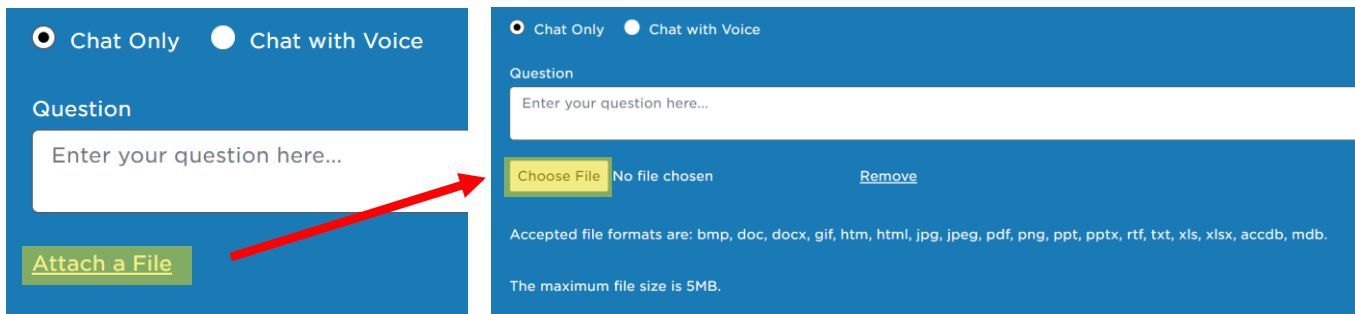 Chat Only Chat with Voice
Question
Enter your question here...
Attach a File
Chat Only Chat with Voice
Question
Enter your question here...
Choose File No file chosen Remove
Accepted file formats are: bmp, doc, docx, gif, htm, html, jpg, jpeg, pdf, png, ppt, pptx, rtf, txt, xls, xlsx, accdb, mdb.
The maximum file size is 5MB.